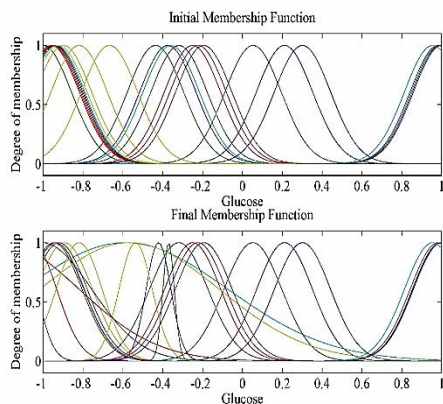 Initial Membership Function
Degree of membership
1
0.5
0
-1 -0.8 -0.6 -0.4 -0.2 0 0.2 0.4 0.6 0.8 1
Glucose
Final Membership Function
Degree of membership
1
0.5
0
-1 -0.8 -0.6 -0.4 -0.2 0 0.2 0.4 0.6 0.8 1
Glucose